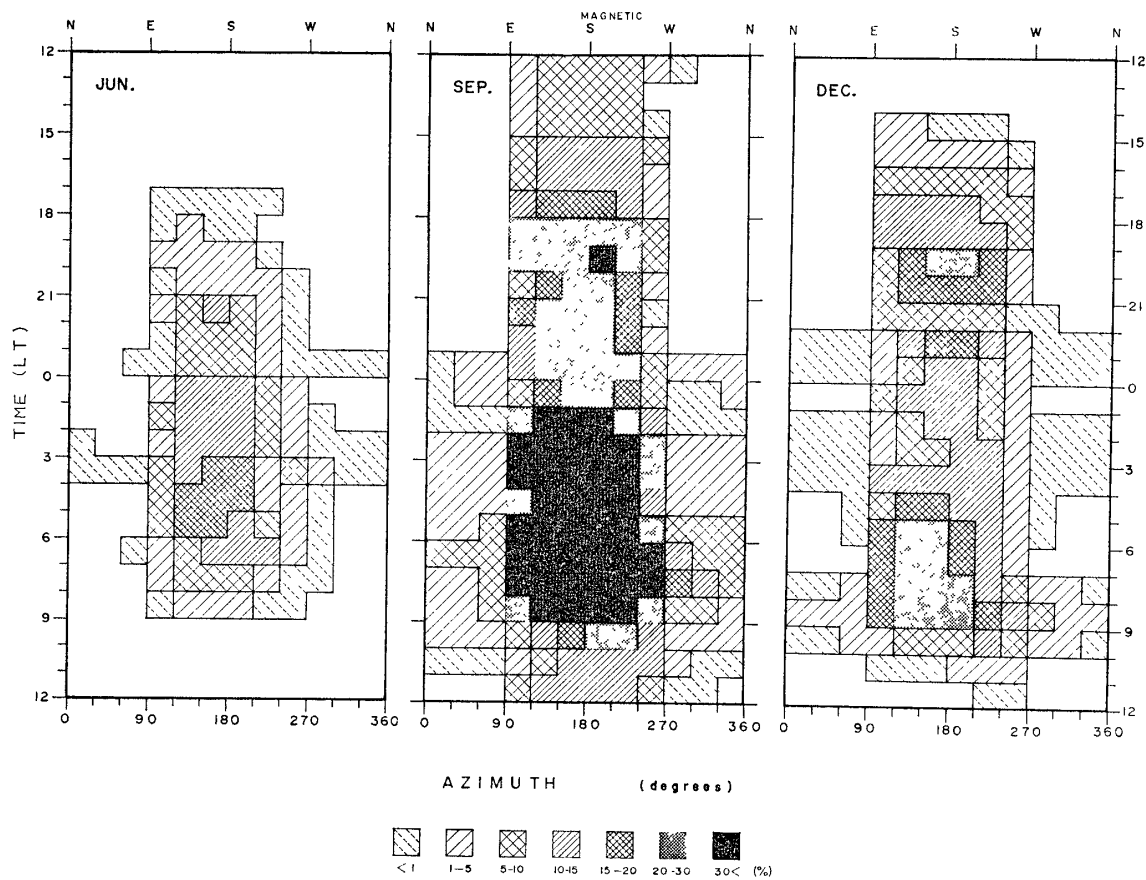 MAGNETIC
N E S W N N E S W N N E S W N
JUN. SEP. DEC.
TIME (LT)
12
15
18
21
0
3
6
9
12
12
15
18
21
0
3
6
9
12
0 90 180 270 360 0 90 180 270 360 0 90 180 270 360
AZIMUTH (degrees)
<1 1-5 5-10 10-15 15-20 20-30 30< (%)